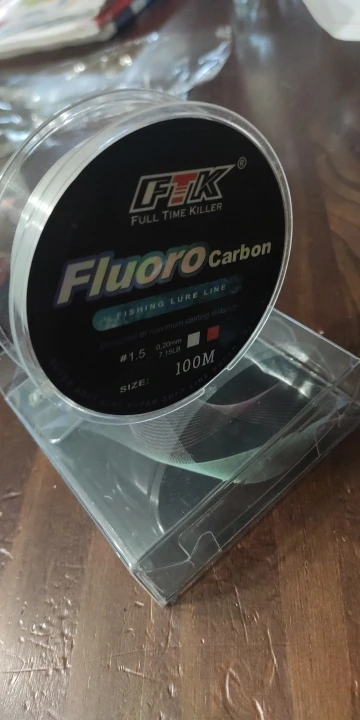 FTK®
FULL TIME KILLER
Fluoro Carbon
FISHING LURE LINE
#1.5 0.20mm
7.15LB
SIZE: 100M